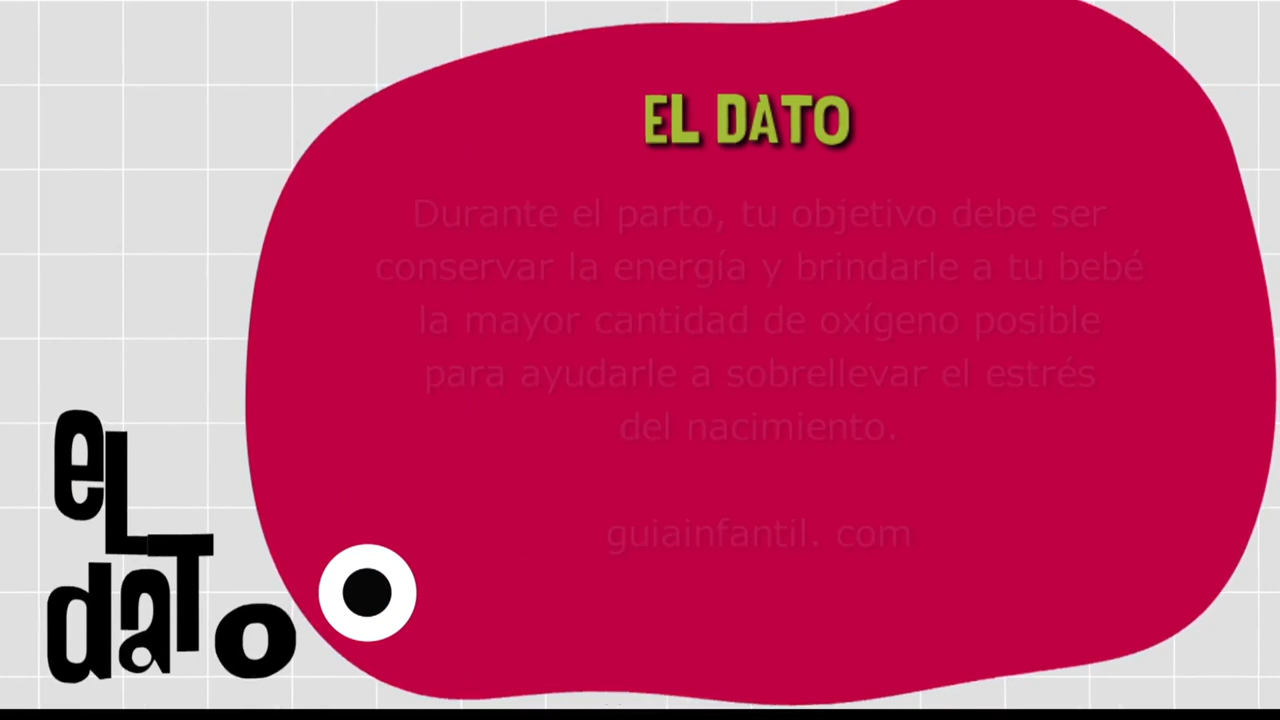 EL DATO
Durante el parto, tu objetivo debe ser
conservar la energía y brindarle a tu bebé
la mayor cantidad de oxígeno posible
para ayudarle a sobrellevar el estrés
del nacimiento.
guiainfantil. com
eL
daTo